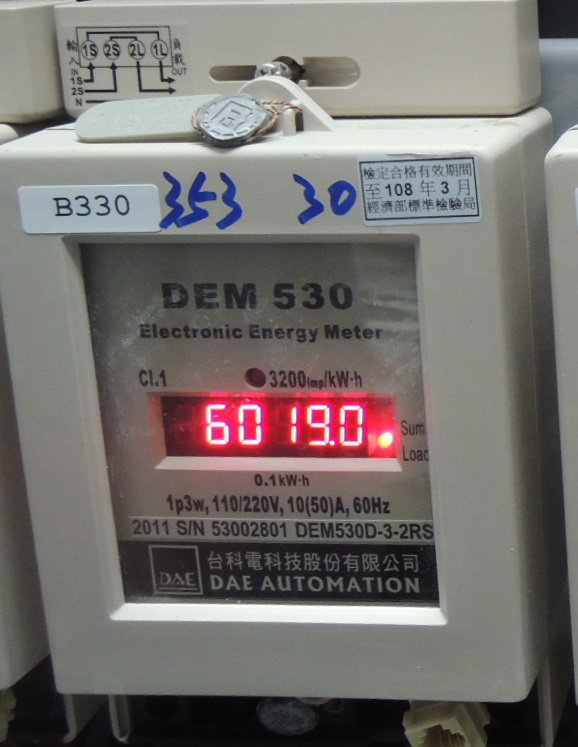 輸入
1S 2S 2L 1L
負載
IN
OUT
1S
2S
N
B330
353 30
檢定合格有效期間
至 108 年 3 月
經濟部標準檢驗局
DEM 530
Electronic Energy Meter
Cl.1
3200imp/kW·h
6019.0
Sum
Load
0.1kW·h
1p3w, 110/220V, 10(50)A, 60Hz
2011 S/N 53002801 DEM530D-3-2RS
DAE
台科電科技股份有限公司
DAE AUTOMATION